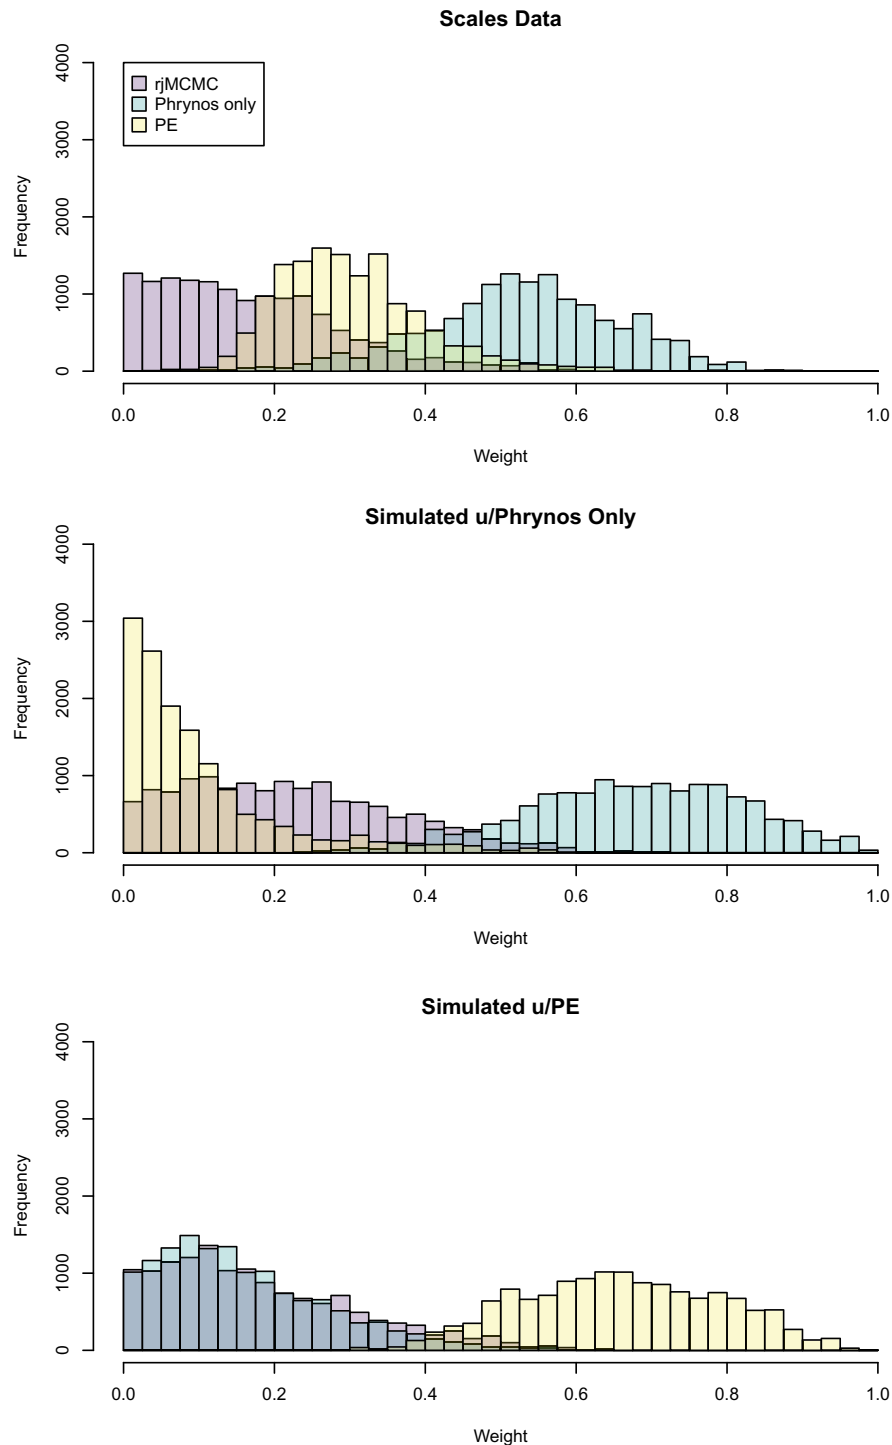 Scales Data
rjMCMC
Phrynos only
PE
Frequency
0
1000
2000
3000
4000
0.0 0.2 0.4 0.6 0.8 1.0
Weight
Simulated u/Phrynos Only
Frequency
0
1000
2000
3000
4000
0.0 0.2 0.4 0.6 0.8 1.0
Weight
Simulated u/PE
Frequency
0
1000
2000
3000
4000
0.0 0.2 0.4 0.6 0.8 1.0
Weight